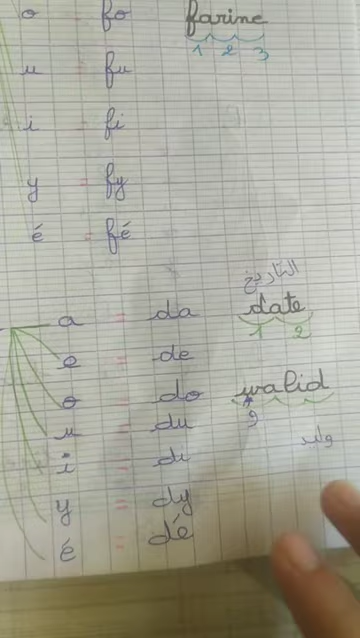 o = fo farine
1 2 3
u = fu
i = fi
y = fy
é = fé
التاريخ
a = da date
1 2
e = de
o = do walid
u = du و
i = di وليد
y = dy
é = dé